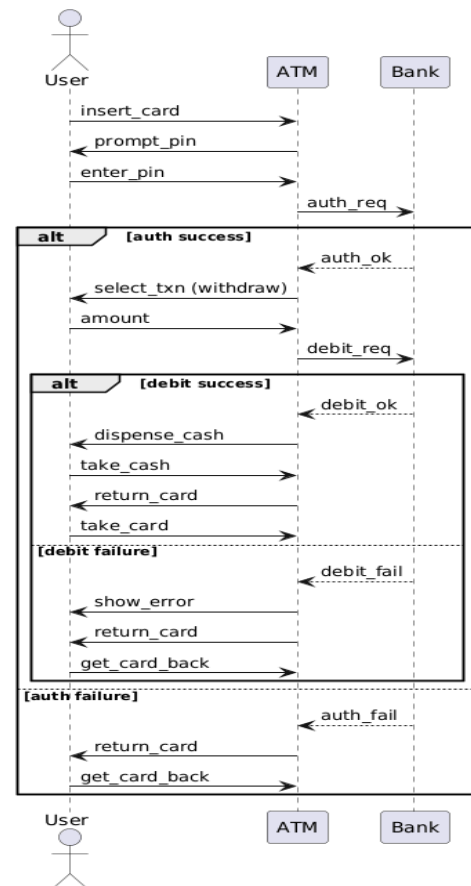 User
ATM
Bank
insert_card
prompt_pin
enter_pin
auth_req
alt [auth success]
auth_ok
select_txn (withdraw)
amount
debit_req
alt [debit success]
debit_ok
dispense_cash
take_cash
return_card
take_card
[debit failure]
debit_fail
show_error
return_card
get_card_back
[auth failure]
auth_fail
return_card
get_card_back
User
ATM
Bank